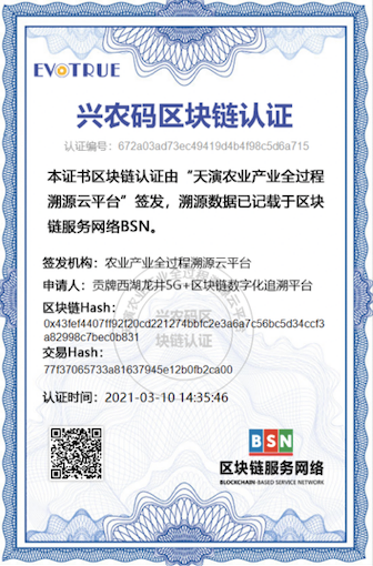 EVOTRUE
兴农码区块链认证
认证编号：672a03ad73ec49419d4b4f98c5d6a715
本证书区块链认证由“天演农业产业全过程
溯源云平台”签发，溯源数据已记载于区块
链服务网络BSN。
签发机构：农业产业全过程溯源云平台
申请人：贡牌西湖龙井5G+区块链数字化追溯平台
区块链Hash：
0x43fef4407ff92f20cd221274bbfc2e3a6a7c56bc5d34ccf3
a82998c7bec0b831
交易Hash：
77f37065733a81637945e12b0fb2ca00
兴农码区
块链认证
认证时间：2021-03-10 14:35:46
BSN
区块链服务网络
BLOCKCHAIN-BASED SERVICE NETWORK